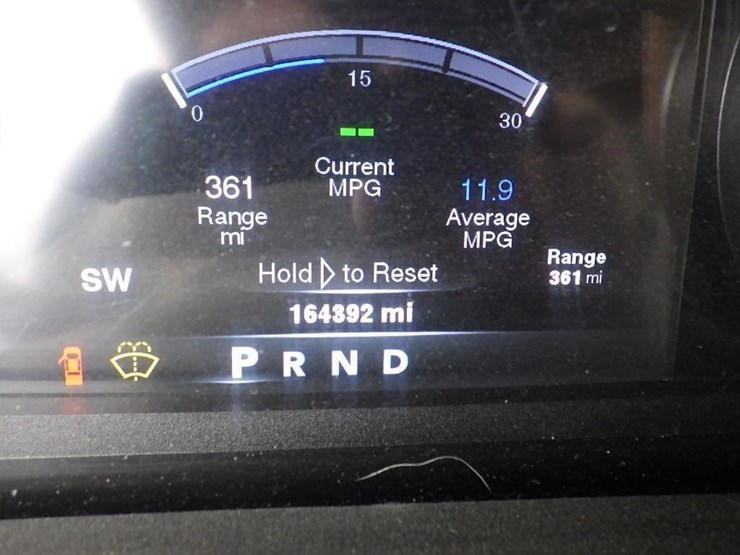 15
0
30
--
Current
MPG
361
Range
mi
11.9
Average
MPG
Range
361 mi
SW
Hold ▷ to Reset
164392 mi
P R N D